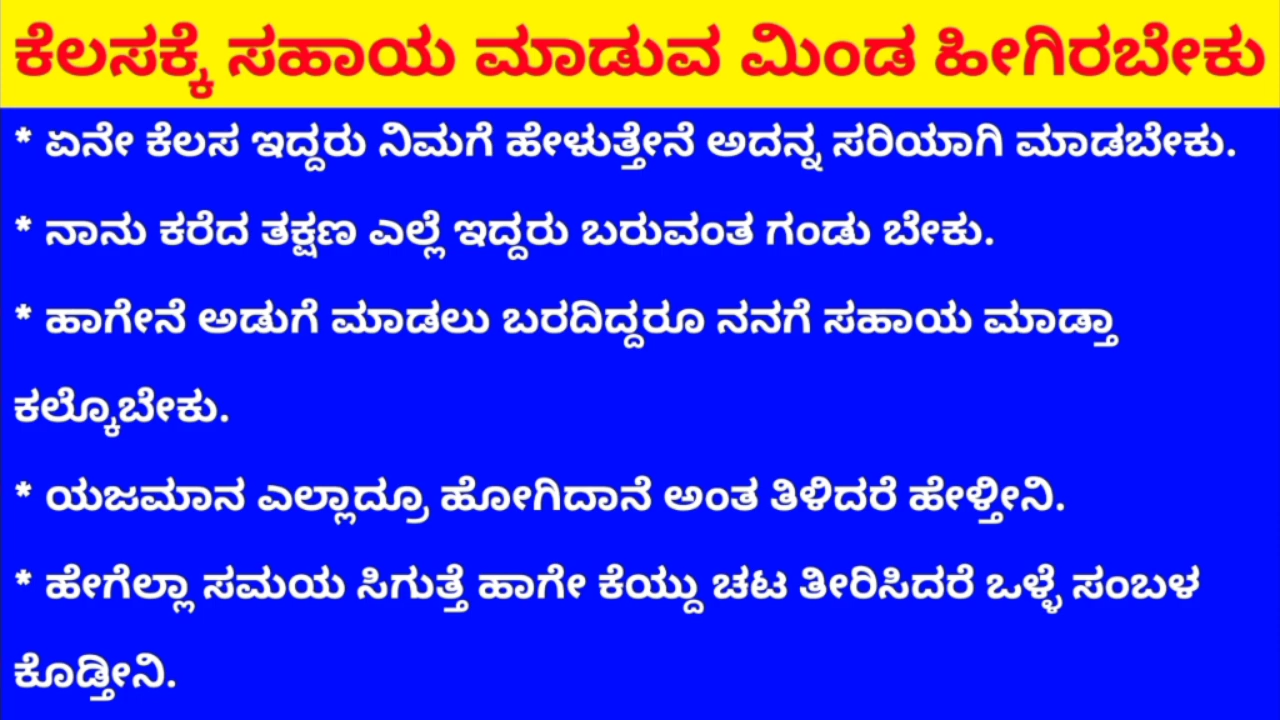 ಕೆಲಸಕ್ಕೆ ಸಹಾಯ ಮಾಡುವ ಮಿಂಡ ಹೀಗಿರಬೇಕು
* ಏನೇ ಕೆಲಸ ಇದ್ದರು ನಿಮಗೆ ಹೇಳುತ್ತೇನೆ ಅದನ್ನ ಸರಿಯಾಗಿ ಮಾಡಬೇಕು.
* ನಾನು ಕರೆದ ತಕ್ಷಣ ಎಲ್ಲೆ ಇದ್ದರು ಬರುವಂತ ಗಂಡು ಬೇಕು.
* ಹಾಗೇನೆ ಅಡುಗೆ ಮಾಡಲು ಬರದಿದ್ದರೂ ನನಗೆ ಸಹಾಯ ಮಾಡ್ತಾ
ಕಲ್ಕೊಬೇಕು.
* ಯಜಮಾನ ಎಲ್ಲಾದ್ರೂ ಹೋಗಿದಾನೆ ಅಂತ ತಿಳಿದರೆ ಹೇಳ್ತೀನಿ.
* ಹೇಗೆಲ್ಲಾ ಸಮಯ ಸಿಗುತ್ತೆ ಹಾಗೇ ಕೆಯ್ದು ಚಟ ತೀರಿಸಿದರೆ ಒಳ್ಳೆ ಸಂಬಳ
ಕೊಡ್ತೀನಿ.